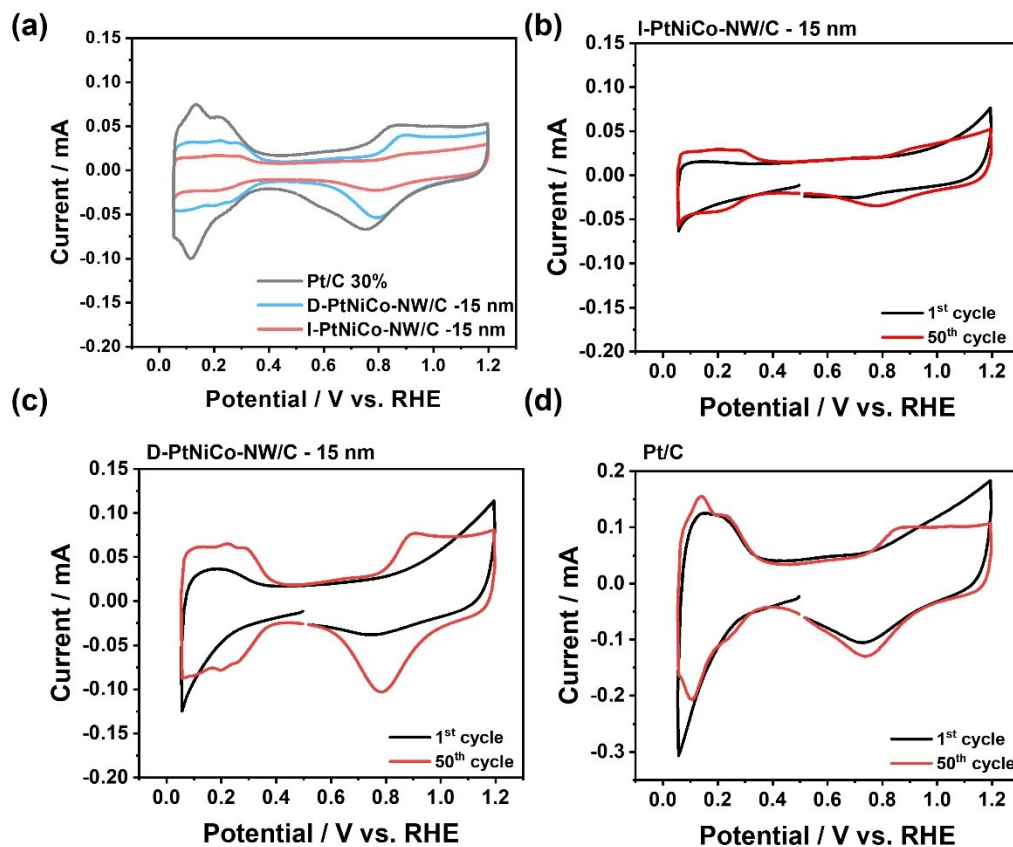 (a)
0.15
0.10
0.05
0.00
-0.05
-0.10
-0.15
-0.20
Current / mA
Pt/C 30%
D-PtNiCo-NW/C -15 nm
I-PtNiCo-NW/C -15 nm
0.0 0.2 0.4 0.6 0.8 1.0 1.2
Potential / V vs. RHE
(b)
I-PtNiCo-NW/C - 15 nm
0.15
0.10
0.05
0.00
-0.05
-0.10
-0.15
-0.20
Current / mA
1st cycle
50th cycle
0.0 0.2 0.4 0.6 0.8 1.0 1.2
Potential / V vs. RHE
(c)
D-PtNiCo-NW/C - 15 nm
0.15
0.10
0.05
0.00
-0.05
-0.10
-0.15
-0.20
Current / mA
1st cycle
50th cycle
0.0 0.2 0.4 0.6 0.8 1.0 1.2
Potential / V vs. RHE
(d)
Pt/C
0.2
0.1
0.0
-0.1
-0.2
-0.3
Current / mA
1st cycle
50th cycle
0.0 0.2 0.4 0.6 0.8 1.0 1.2
Potential / V vs. RHE